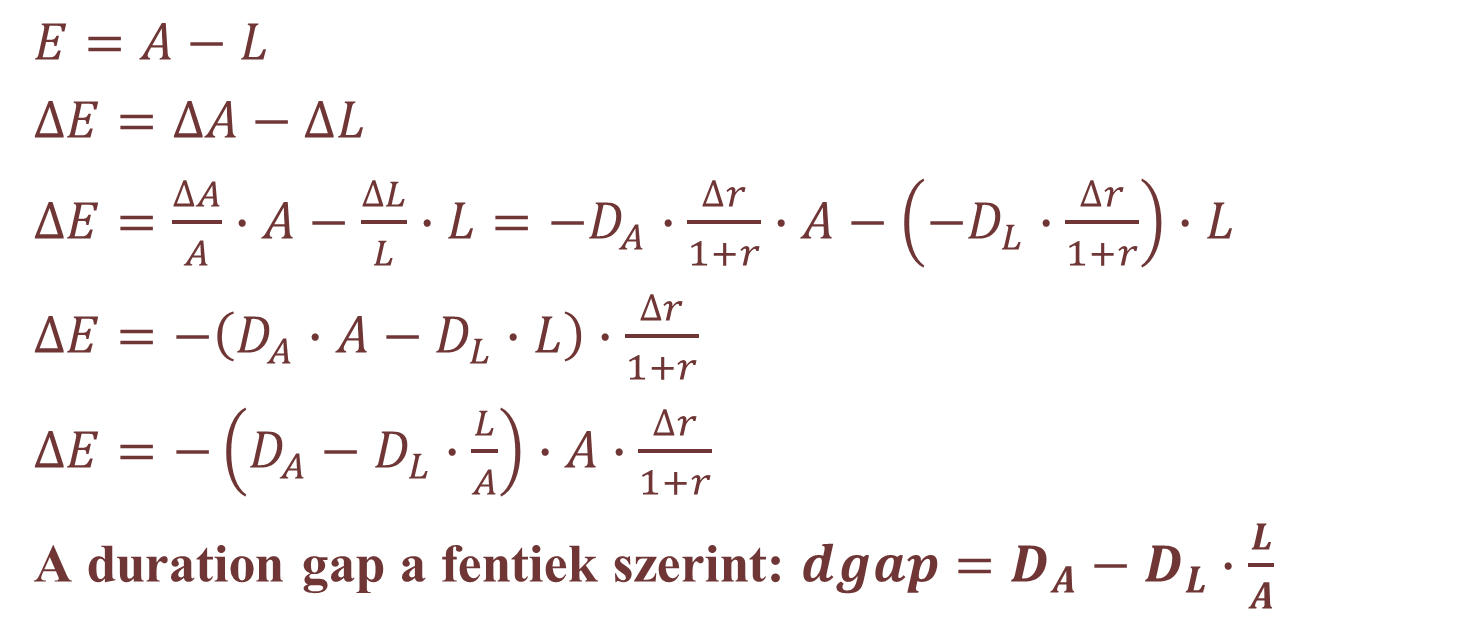 E = A − L
ΔE = ΔA − ΔL
ΔE = ΔA/A · A − ΔL/L · L = −D_A · Δr/(1+r) · A − (−D_L · Δr/(1+r)) · L
ΔE = −(D_A · A − D_L · L) · Δr/(1+r)
ΔE = −(D_A − D_L · L/A) · A · Δr/(1+r)
A duration gap a fentiek szerint: dgap = D_A − D_L · L/A